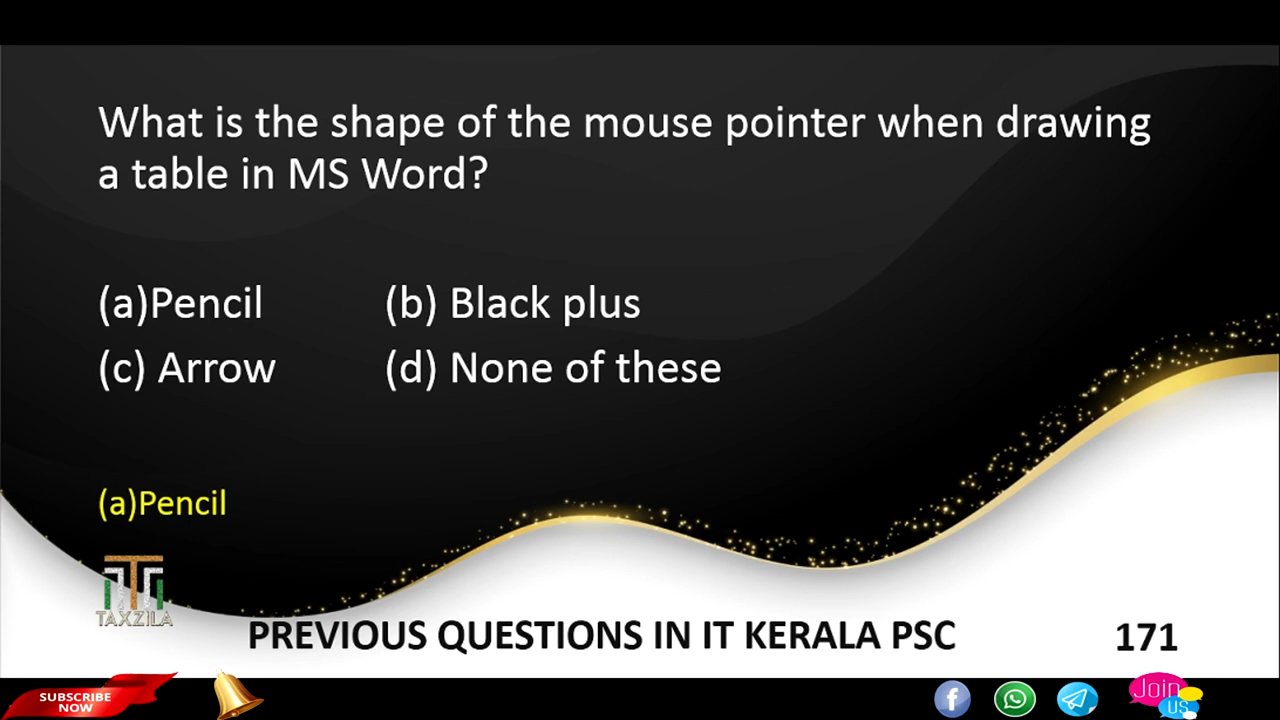 What is the shape of the mouse pointer when drawing
a table in MS Word?
(a)Pencil (b) Black plus
(c) Arrow (d) None of these
(a)Pencil
TAXZILA
PREVIOUS QUESTIONS IN IT KERALA PSC 171
SUBSCRIBE
NOW
Join
US